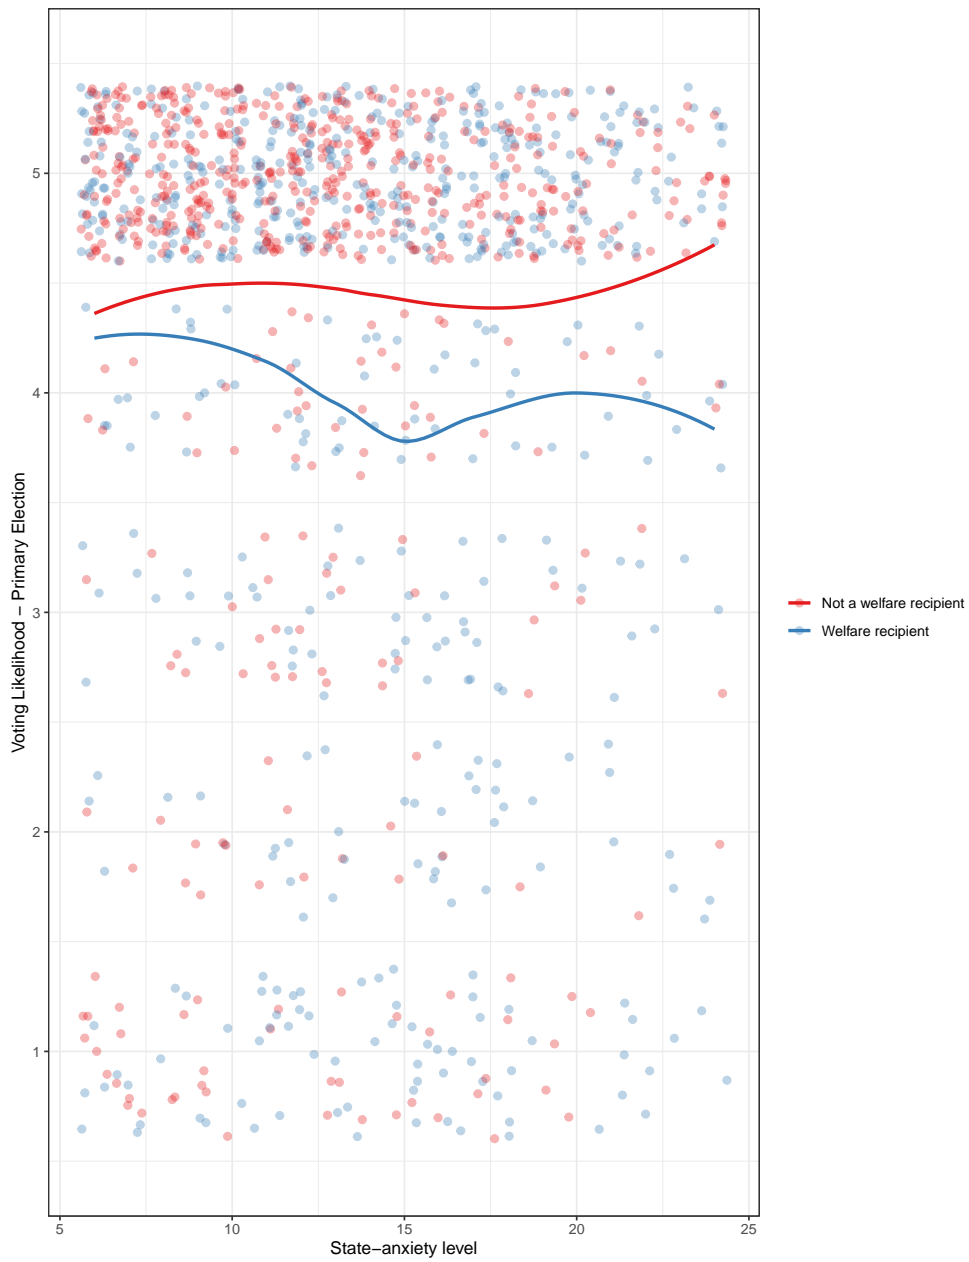 Voting Likelihood − Primary Election
5
4
3
2
1
5 10 15 20 25
State−anxiety level
Not a welfare recipient
Welfare recipient